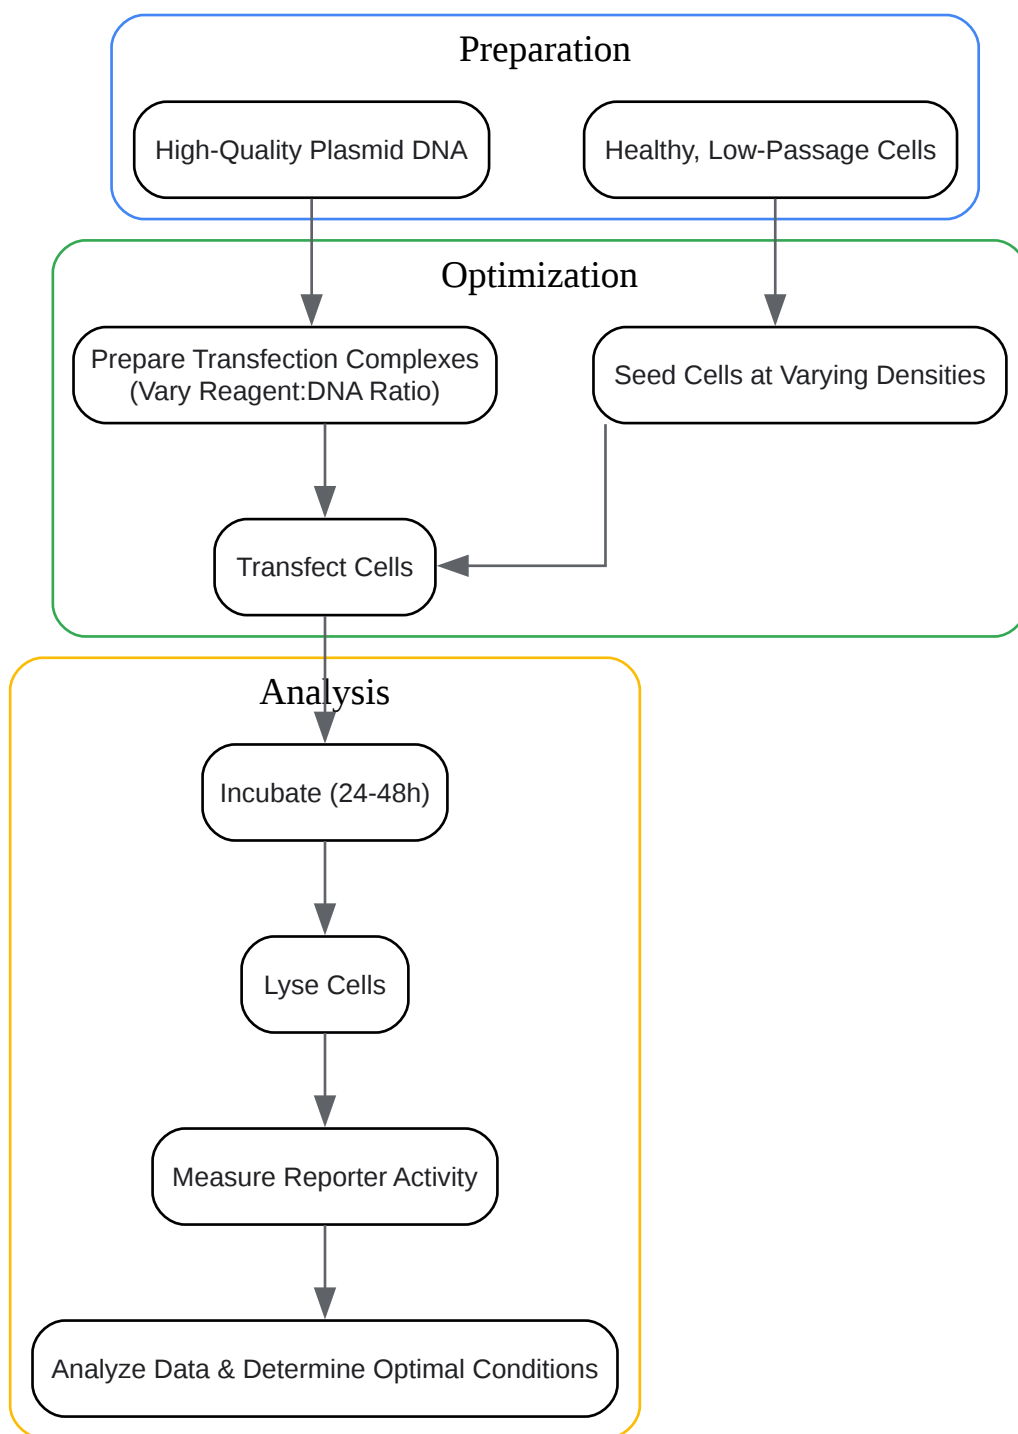 Preparation
High-Quality Plasmid DNA
Healthy, Low-Passage Cells
Optimization
Prepare Transfection Complexes
(Vary Reagent:DNA Ratio)
Seed Cells at Varying Densities
Transfect Cells
Analysis
Incubate (24-48h)
Lyse Cells
Measure Reporter Activity
Analyze Data & Determine Optimal Conditions